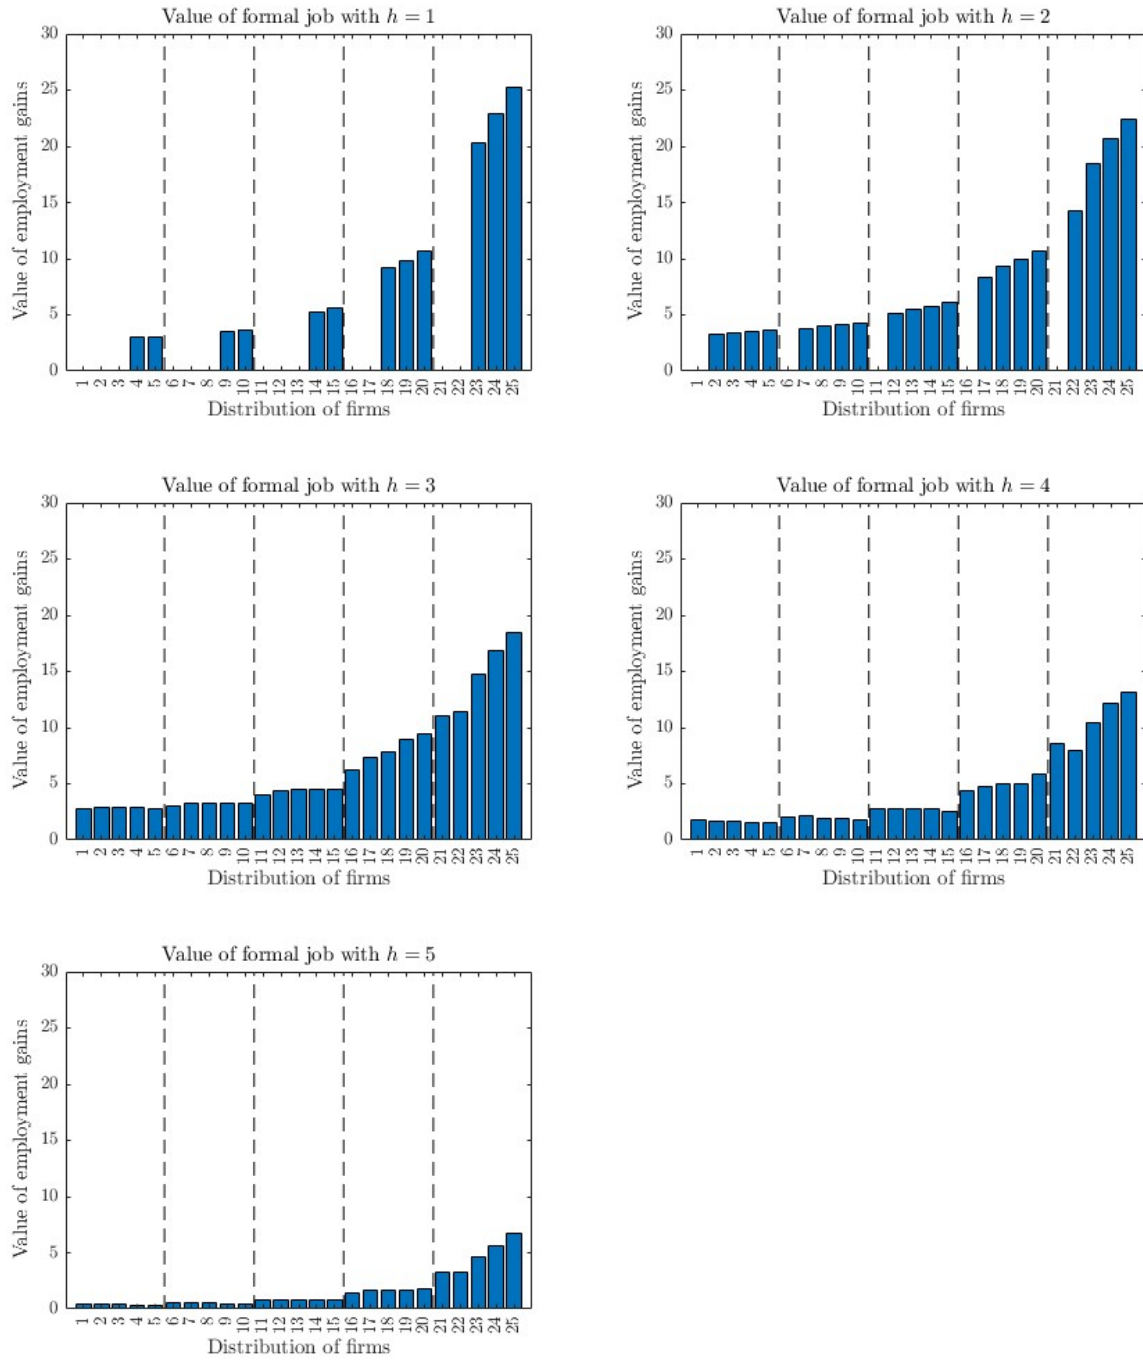 Value of formal job with h = 1
Value of employment gains
30
25
20
15
10
5
0
1 2 3 4 5 6 7 8 9 10 11 12 13 14 15 16 17 18 19 20 21 22 23 24 25
Distribution of firms
Value of formal job with h = 2
Value of employment gains
30
25
20
15
10
5
0
1 2 3 4 5 6 7 8 9 10 11 12 13 14 15 16 17 18 19 20 21 22 23 24 25
Distribution of firms
Value of formal job with h = 3
Value of employment gains
30
25
20
15
10
5
0
1 2 3 4 5 6 7 8 9 10 11 12 13 14 15 16 17 18 19 20 21 22 23 24 25
Distribution of firms
Value of formal job with h = 4
Value of employment gains
30
25
20
15
10
5
0
1 2 3 4 5 6 7 8 9 10 11 12 13 14 15 16 17 18 19 20 21 22 23 24 25
Distribution of firms
Value of formal job with h = 5
Value of employment gains
30
25
20
15
10
5
0
1 2 3 4 5 6 7 8 9 10 11 12 13 14 15 16 17 18 19 20 21 22 23 24 25
Distribution of firms